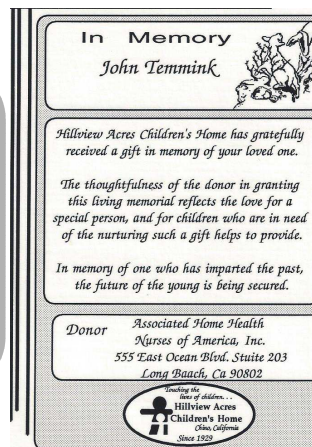 In Memory
John Temmink
Hillview Acres Children's Home has gratefully
received a gift in memory of your loved one.
The thoughtfulness of the donor in granting
this living memorial reflects the love for a
special person, and for children who are in need
of the nurturing such a gift helps to provide.
In memory of one who has imparted the past,
the future of the young is being secured.
Donor
Associated Home Health
Nurses of America, Inc.
555 East Ocean Blvd. Stuite 203
Long Baach, Ca 90802
Touching the
lives of children. . .
Hillview Acres
Children's Home
Chino, California
Since 1929